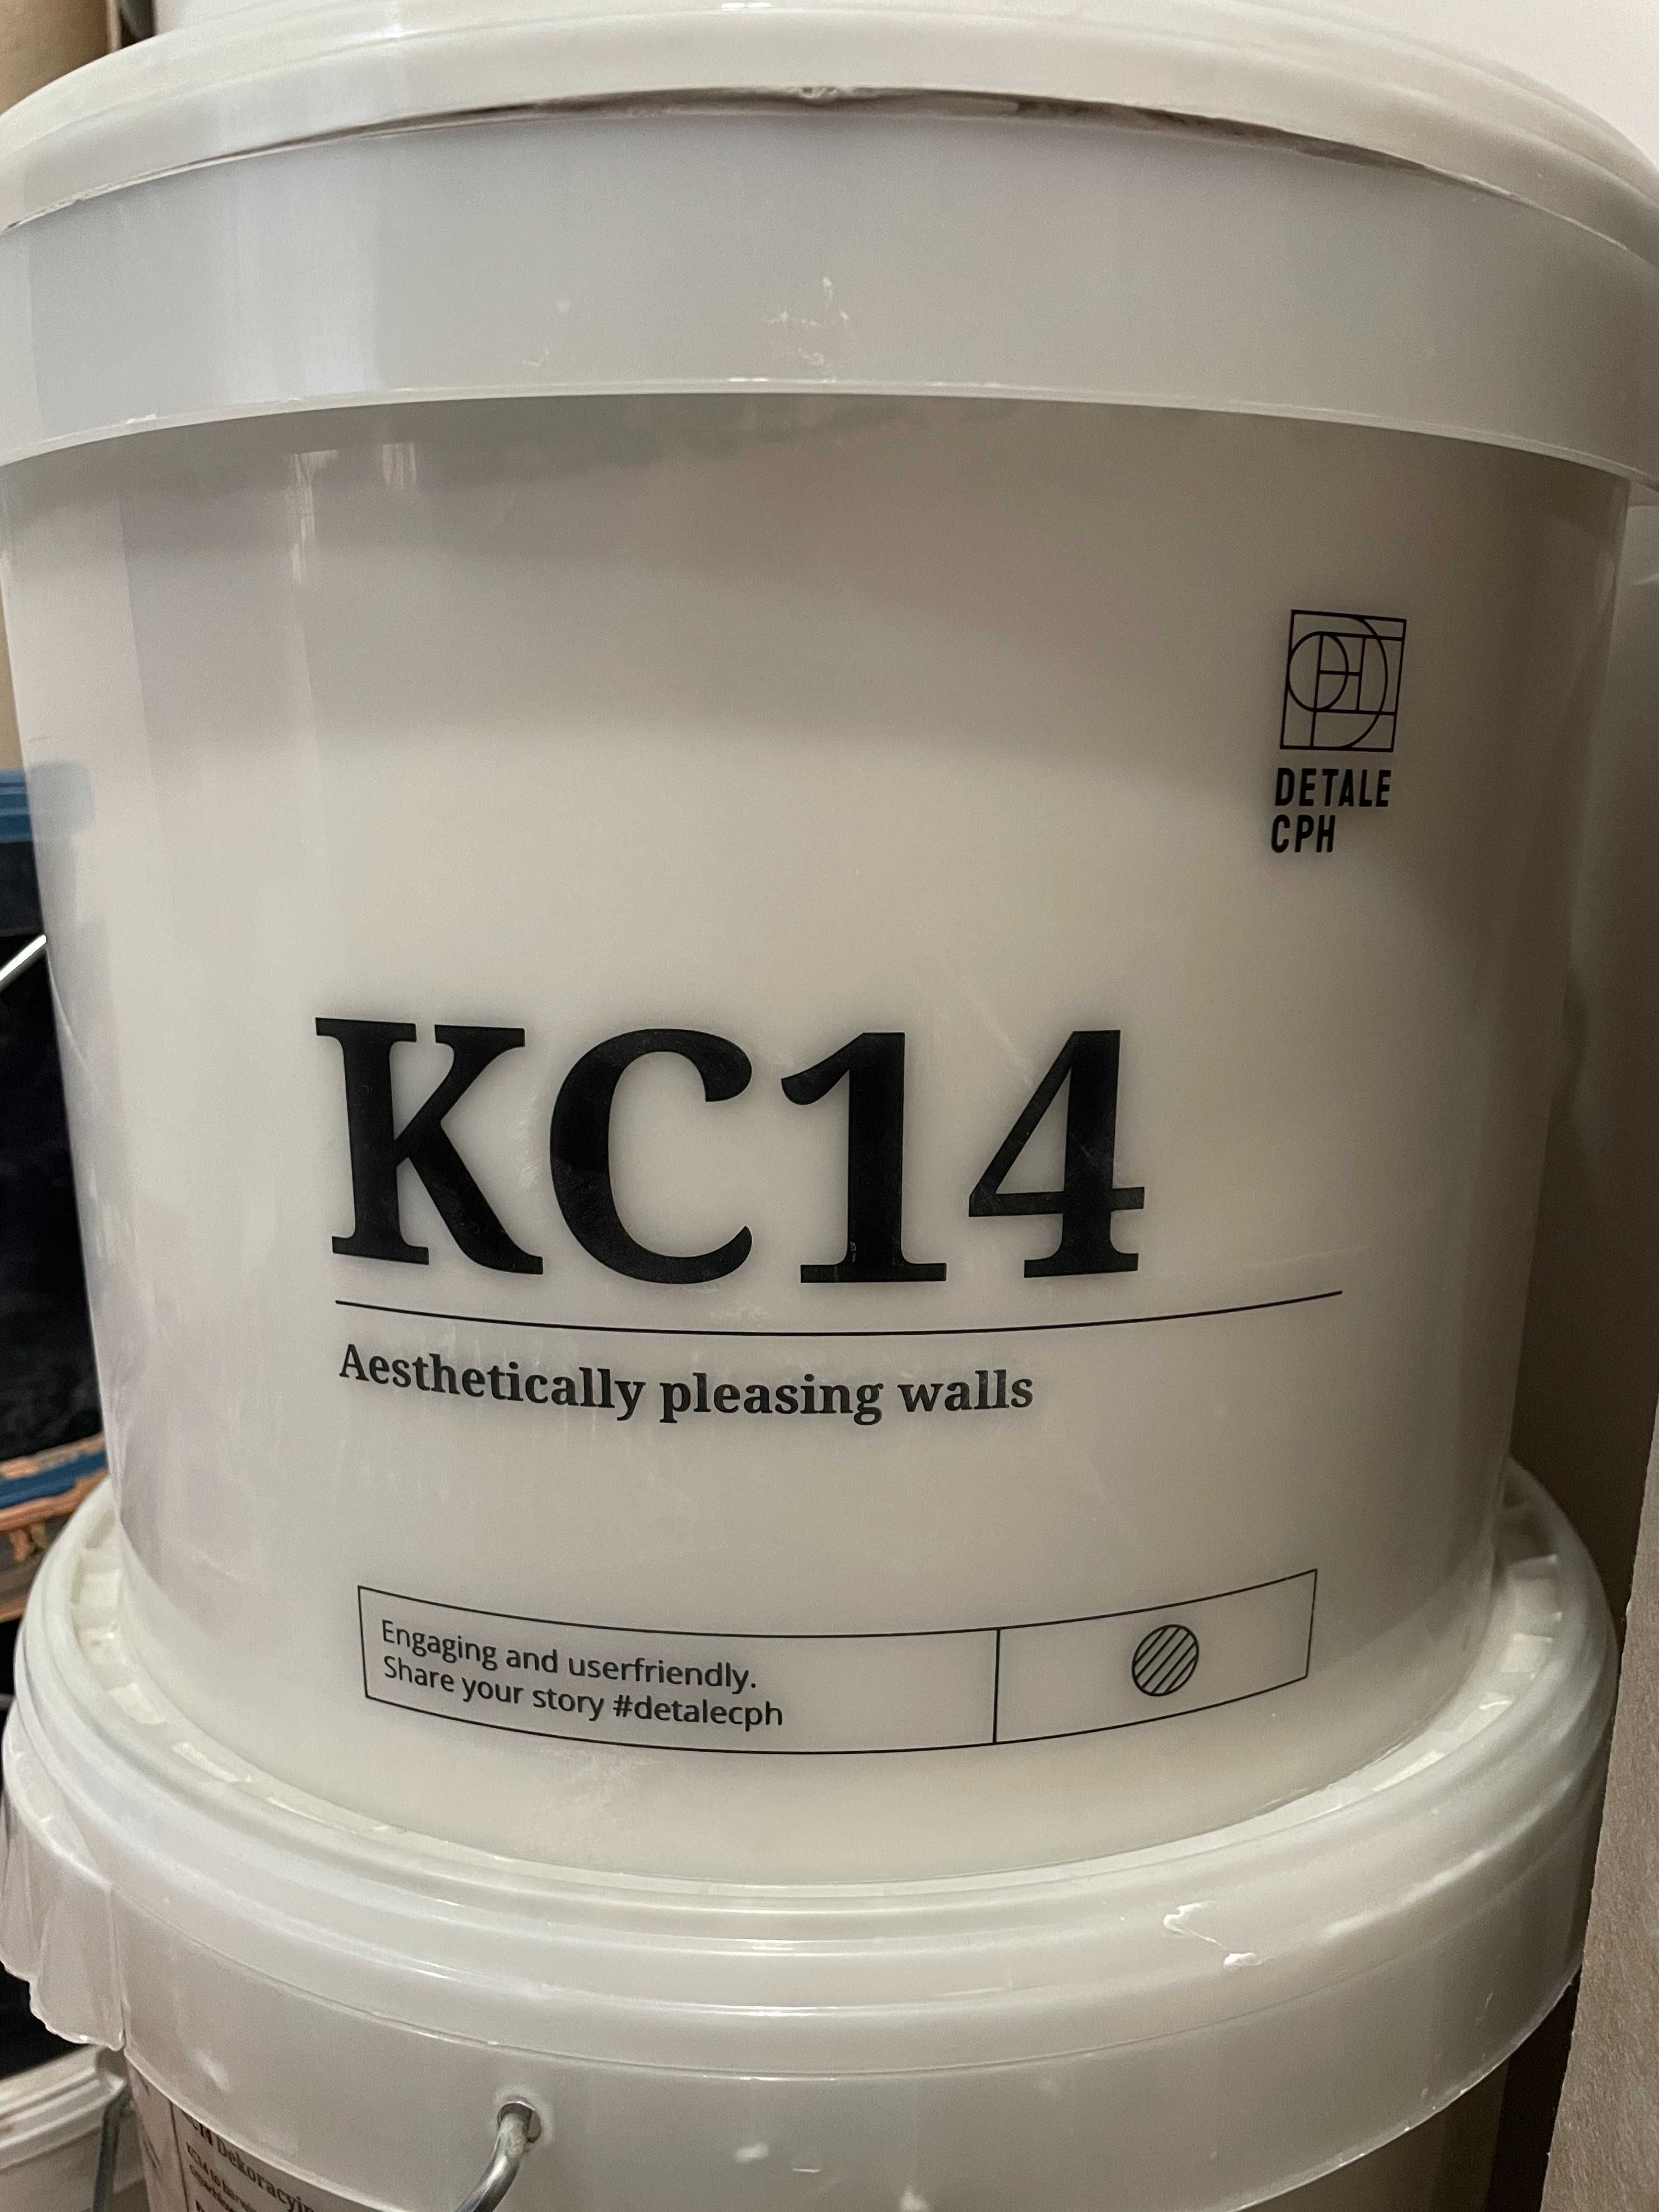 DETALE
CPH
KC14
Aesthetically pleasing walls
Engaging and userfriendly.
Share your story #detalecph